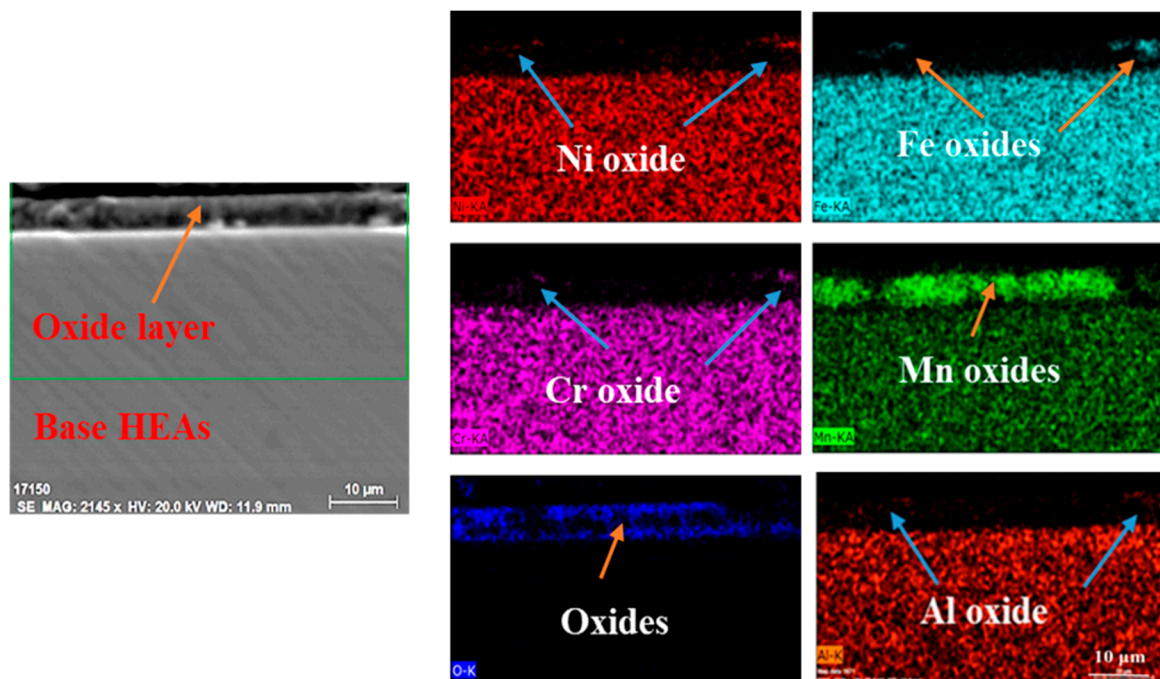 Oxide layer
Base HEAs
17150
10 µm
SE MAG: 2145 x HV: 20.0 kV WD: 11.9 mm
Ni oxide
Ni-KA
Fe oxides
Fe-KA
Cr oxide
Cr-KA
Mn oxides
Mn-KA
Oxides
O-K
Al oxide
Al-K
10 µm